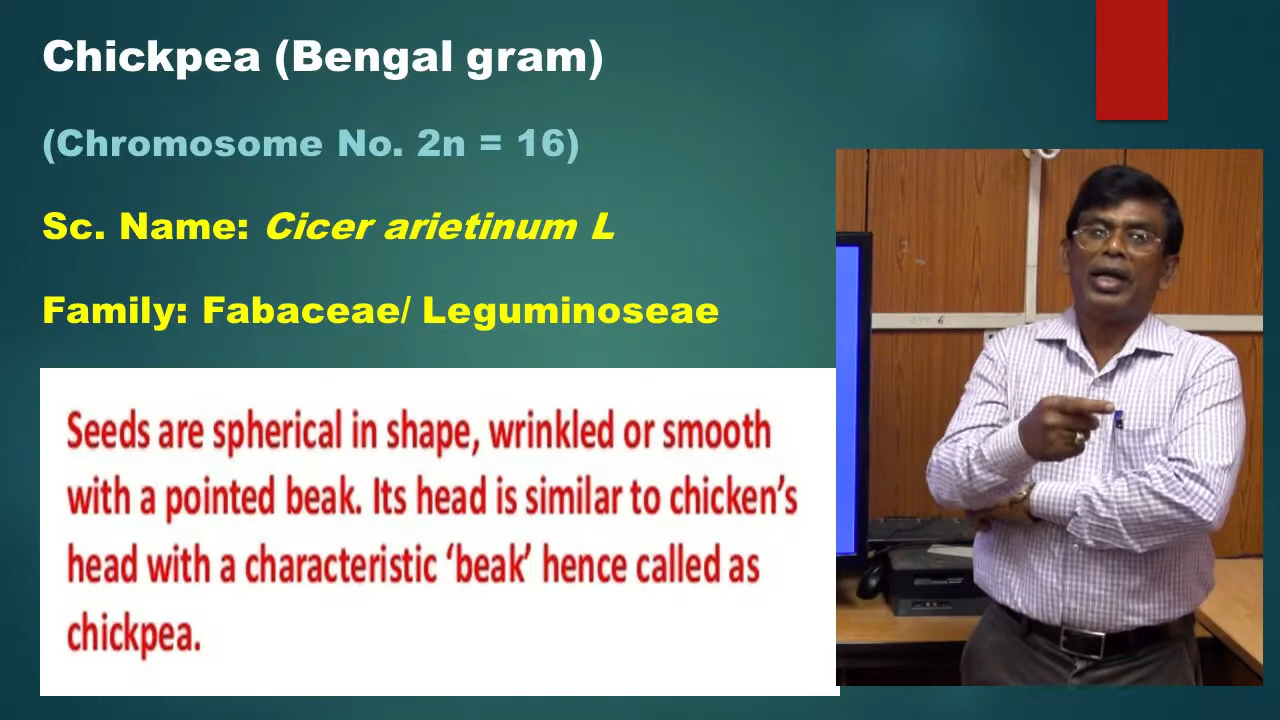 Chickpea (Bengal gram)
(Chromosome No. 2n = 16)
Sc. Name: Cicer arietinum L
Family: Fabaceae/ Leguminoseae
Seeds are spherical in shape, wrinkled or smooth
with a pointed beak. Its head is similar to chicken’s
head with a characteristic ‘beak’ hence called as
chickpea.